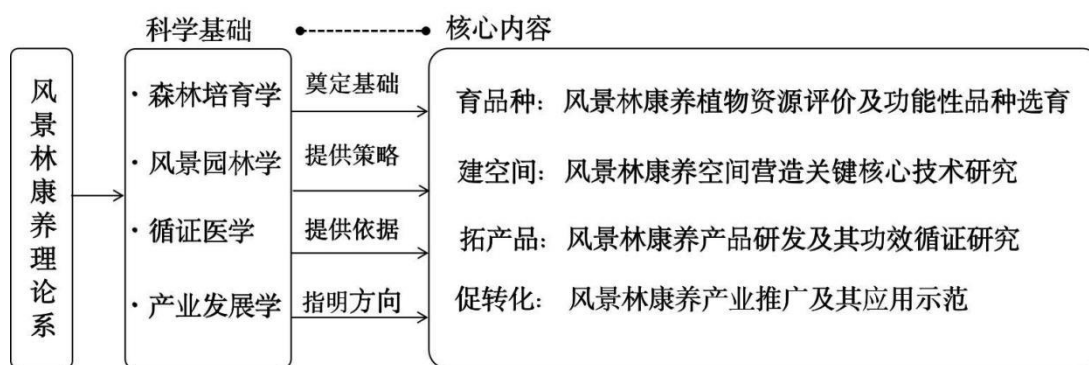 科学基础
核心内容
风景林康养理论系
·森林培育学
·风景园林学
·循证医学
·产业发展学
奠定基础
提供策略
提供依据
指明方向
育品种：风景林康养植物资源评价及功能性品种选育
建空间：风景林康养空间营造关键核心技术研究
拓产品：风景林康养产品研发及其功效循证研究
促转化：风景林康养产业推广及其应用示范